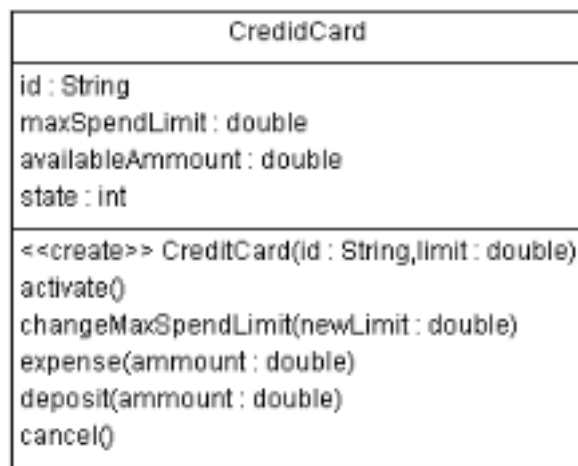 CredidCard
id : String
maxSpendLimit : double
availableAmmount : double
state : int
<<create>> CreditCard(id : String,limit : double)
activate()
changeMaxSpendLimit(newLimit : double)
expense(ammount : double)
deposit(ammount : double)
cancel()